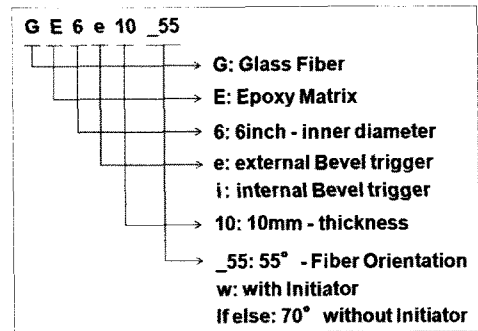 G E 6 e 10 _55
G: Glass Fiber
E: Epoxy Matrix
6: 6inch - inner diameter
e: external Bevel trigger
i: internal Bevel trigger
10: 10mm - thickness
_55: 55° - Fiber Orientation
w: with Initiator
If else: 70° without Initiator